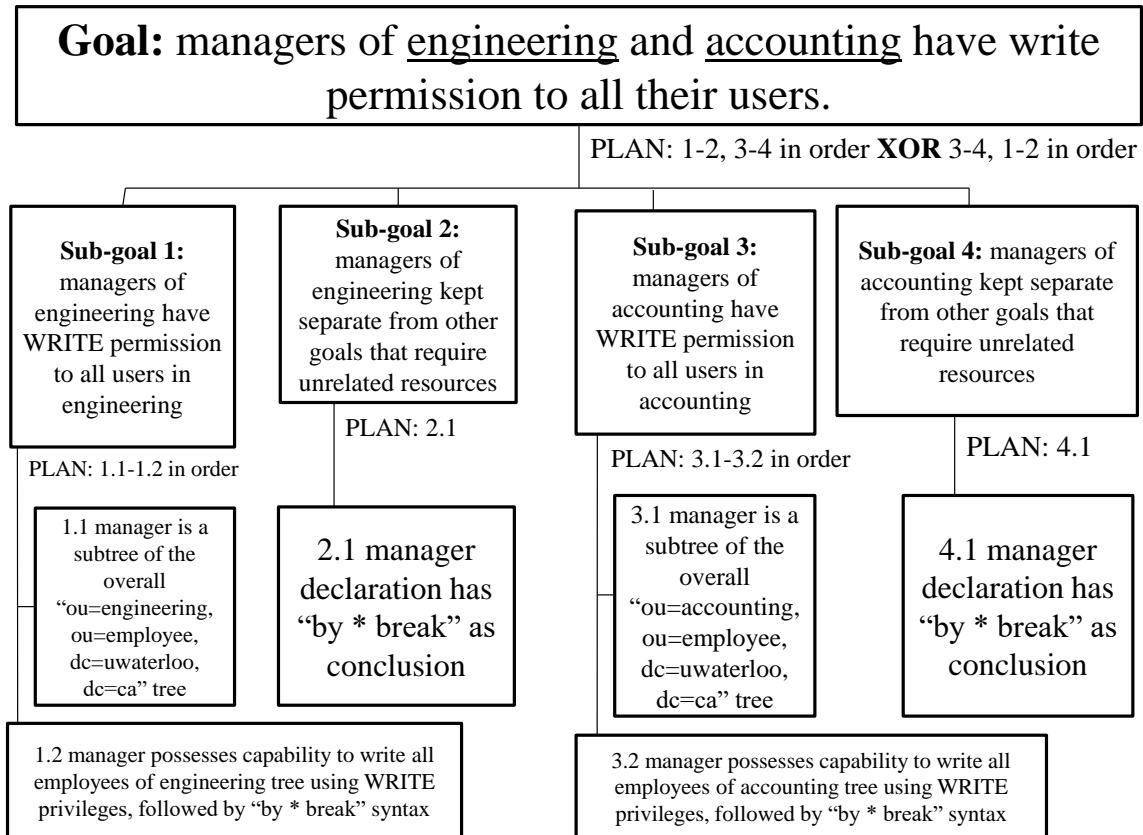 Goal: managers of engineering and accounting have write
permission to all their users.
PLAN: 1-2, 3-4 in order XOR 3-4, 1-2 in order
Sub-goal 1:
managers of
engineering have
WRITE permission
to all users in
engineering
Sub-goal 2:
managers of
engineering kept
separate from other
goals that require
unrelated resources
Sub-goal 3:
managers of
accounting have
WRITE permission
to all users in
accounting
Sub-goal 4: managers of
accounting kept separate
from other goals that
require unrelated
resources
PLAN: 1.1-1.2 in order
PLAN: 2.1
PLAN: 3.1-3.2 in order
PLAN: 4.1
1.1 manager is a
subtree of the
overall
“ou=engineering,
ou=employee,
dc=uwaterloo,
dc=ca” tree
2.1 manager
declaration has
“by * break” as
conclusion
3.1 manager is a
subtree of the
overall
“ou=accounting,
ou=employee,
dc=uwaterloo,
dc=ca” tree
4.1 manager
declaration has
“by * break” as
conclusion
1.2 manager possesses capability to write all
employees of engineering tree using WRITE
privileges, followed by “by * break” syntax
3.2 manager possesses capability to write all
employees of accounting tree using WRITE
privileges, followed by “by * break” syntax